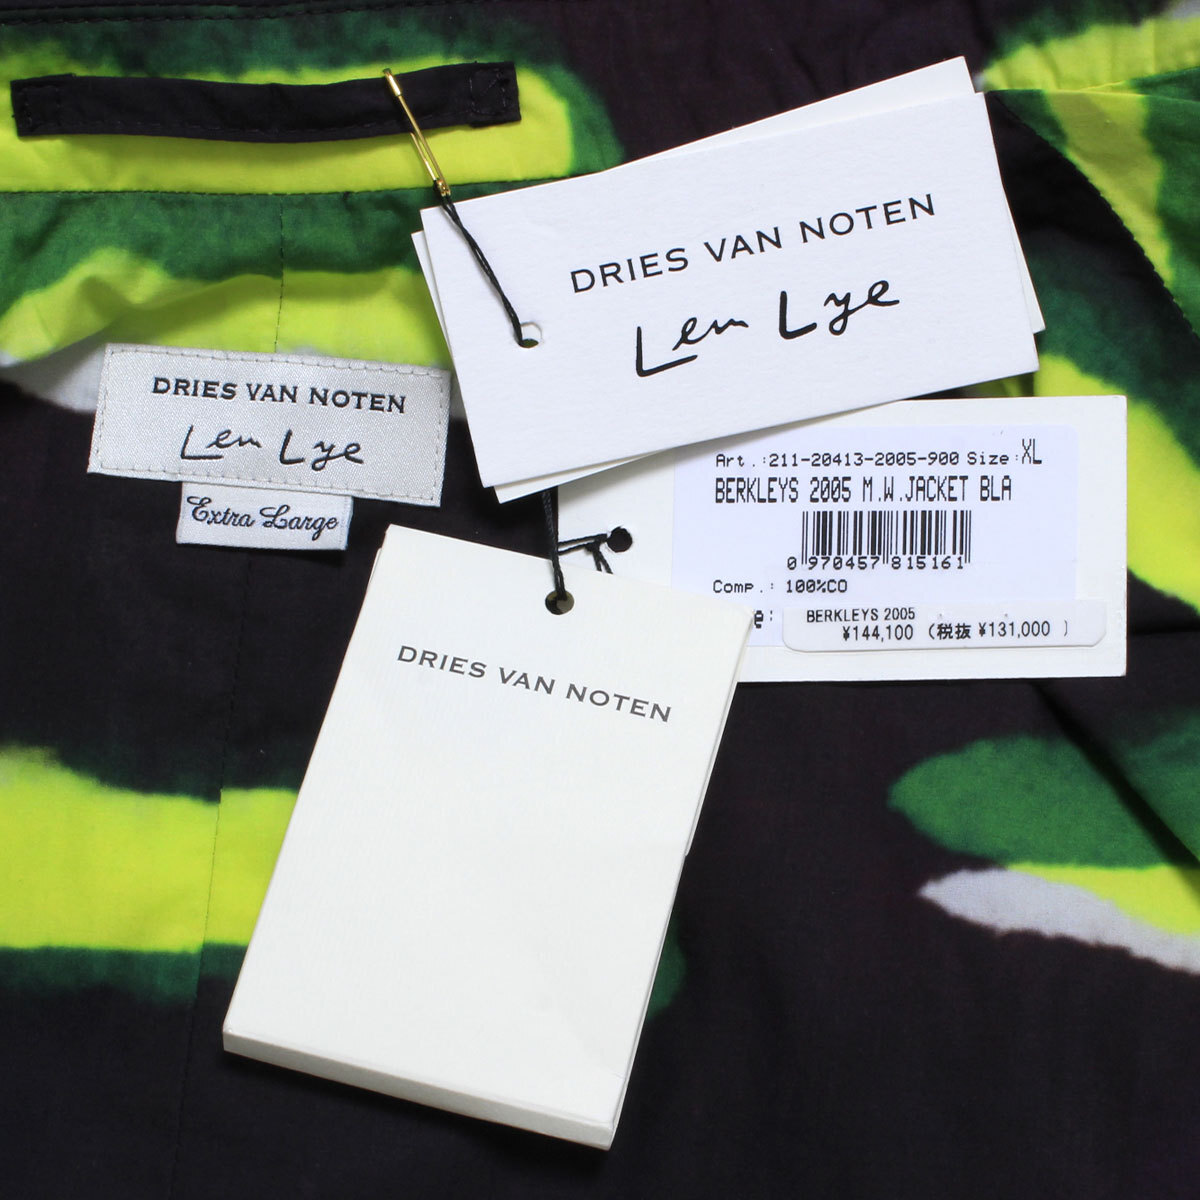 DRIES VAN NOTEN
Len Lye
DRIES VAN NOTEN
Len Lye
Extra Large
Art.:211-20413-2005-900 Size:XL
BERKLEYS 2005 M.W.JACKET BLA
0 970457 815161
Comp.: 100%CO
BERKLEYS 2005
¥144,100 (税抜 ¥131,000 )
DRIES VAN NOTEN